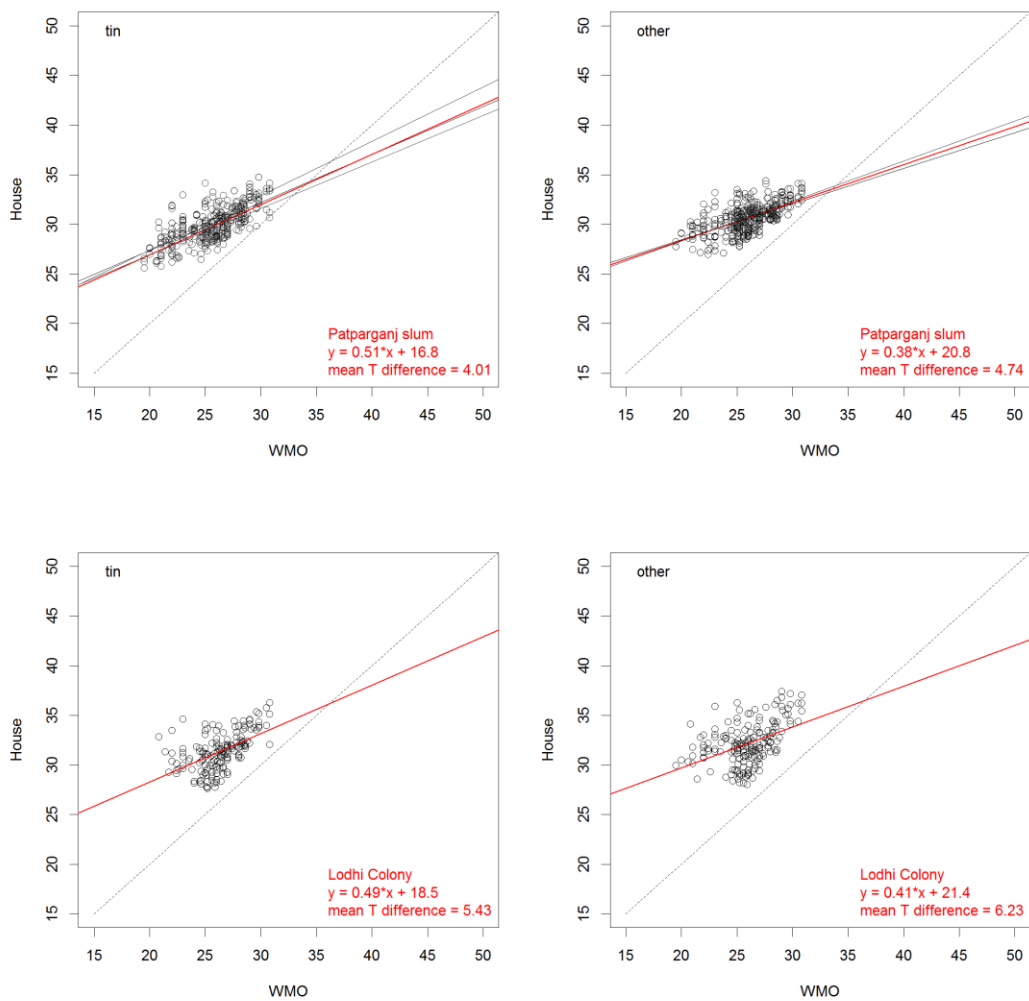 tin
House
50
45
40
35
30
25
20
15
Patparganj slum
y = 0.51*x + 16.8
mean T difference = 4.01
15 20 25 30 35 40 45 50
WMO
other
House
50
45
40
35
30
25
20
15
Patparganj slum
y = 0.38*x + 20.8
mean T difference = 4.74
15 20 25 30 35 40 45 50
WMO
tin
House
50
45
40
35
30
25
20
15
Lodhi Colony
y = 0.49*x + 18.5
mean T difference = 5.43
15 20 25 30 35 40 45 50
WMO
other
House
50
45
40
35
30
25
20
15
Lodhi Colony
y = 0.41*x + 21.4
mean T difference = 6.23
15 20 25 30 35 40 45 50
WMO